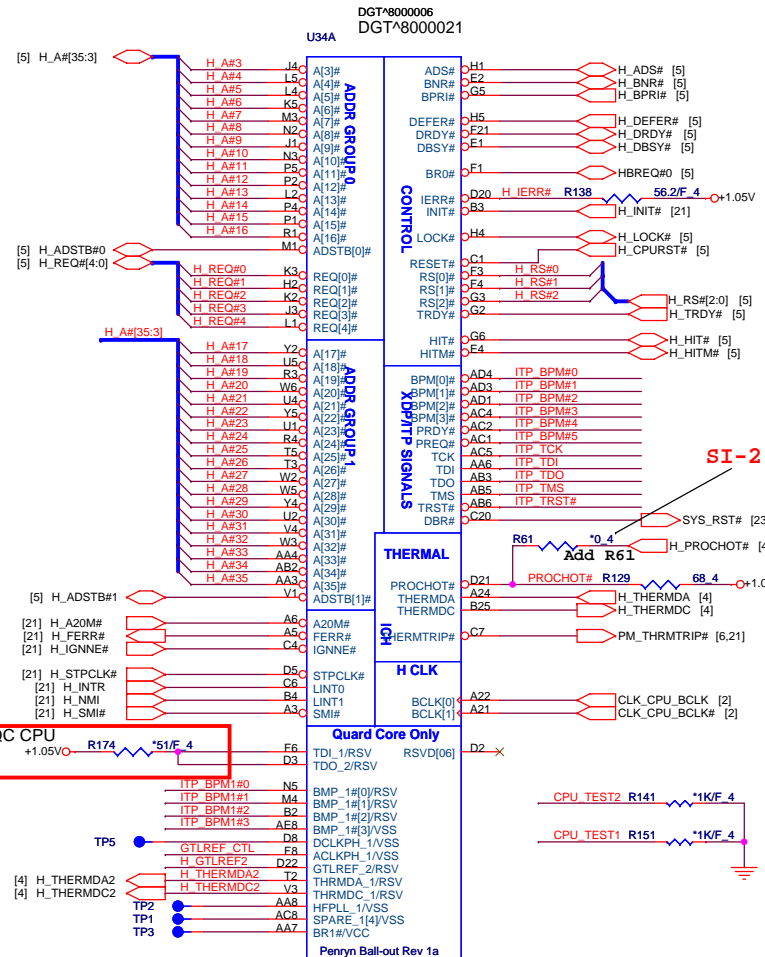 DGT^8000006
DGT^8000021
U34A
[5] H_A#[35:3]
H_A#3 J4 A[3]#
H_A#4 L5 A[4]#
H_A#5 L4 A[5]#
H_A#6 K5 A[6]#
H_A#7 M3 A[7]#
H_A#8 N2 A[8]#
H_A#9 J1 A[9]#
H_A#10 N3 A[10]#
H_A#11 P5 A[11]#
H_A#12 P2 A[12]#
H_A#13 L2 A[13]#
H_A#14 P4 A[14]#
H_A#15 P1 A[15]#
H_A#16 R1 A[16]#
[5] H_ADSTB#0 M1 ADSTB[0]#
[5] H_REQ#[4:0]
H_REQ#0 K3 REQ[0]#
H_REQ#1 H2 REQ[1]#
H_REQ#2 K2 REQ[2]#
H_REQ#3 J3 REQ[3]#
H_REQ#4 L1 REQ[4]#
ADDR GROUP 0
H_A#[35:3]
H_A#17 Y2 A[17]#
H_A#18 U5 A[18]#
H_A#19 R3 A[19]#
H_A#20 W6 A[20]#
H_A#21 U4 A[21]#
H_A#22 Y5 A[22]#
H_A#23 U1 A[23]#
H_A#24 R4 A[24]#
H_A#25 T5 A[25]#
H_A#26 T3 A[26]#
H_A#27 W2 A[27]#
H_A#28 W5 A[28]#
H_A#29 Y4 A[29]#
H_A#30 U2 A[30]#
H_A#31 V4 A[31]#
H_A#32 W3 A[32]#
H_A#33 AA4 A[33]#
H_A#34 AB2 A[34]#
H_A#35 AA3 A[35]#
[5] H_ADSTB#1 V1 ADSTB[1]#
ADDR GROUP 1
[21] H_A20M# A6 A20M#
[21] H_FERR# A5 FERR#
[21] H_IGNNE# C4 IGNNE#
[21] H_STPCLK# D5 STPCLK#
[21] H_INTR C6 LINT0
[21] H_NMI B4 LINT1
[21] H_SMI# A3 SMI#
ICH
CONTROL
ADS# H1 H_ADS# [5]
BNR# E2 H_BNR# [5]
BPRI# G5 H_BPRI# [5]
DEFER# H5 H_DEFER# [5]
DRDY# F21 H_DRDY# [5]
DBSY# E1 H_DBSY# [5]
BR0# F1 HBREQ#0 [5]
IERR# D20 H_IERR# R138 56.2/F_4 +1.05V
INIT# B3 H_INIT# [21]
LOCK# H4 H_LOCK# [5]
RESET# C1 H_CPURST# [5]
RS[0]# F3 H_RS#0
RS[1]# F4 H_RS#1
RS[2]# G3 H_RS#2 H_RS#[2:0] [5]
TRDY# G2 H_TRDY# [5]
HIT# G6 H_HIT# [5]
HITM# E4 H_HITM# [5]
XDP/ITP SIGNALS
BPM[0]# AD4 ITP_BPM#0
BPM[1]# AD3 ITP_BPM#1
BPM[2]# AD1 ITP_BPM#2
BPM[3]# AC4 ITP_BPM#3
PRDY# AC2 ITP_BPM#4
PREQ# AC1 ITP_BPM#5
TCK AC5 ITP_TCK
TDI AA6 ITP_TDI
TDO AB3 ITP_TDO
TMS AB5 ITP_TMS
TRST# AB6 ITP_TRST#
DBR# C20 SYS_RST# [23
SI-2
R61 *0_4 H_PROCHOT# [4
Add R61
THERMAL
PROCHOT# D21 PROCHOT# R129 68_4 +1.0
THERMDA A24 H_THERMDA [4]
THERMDC B25 H_THERMDC [4]
THERMTRIP# C7 PM_THRMTRIP# [6,21]
H CLK
BCLK[0] A22 CLK_CPU_BCLK [2]
BCLK[1] A21 CLK_CPU_BCLK# [2]
Quard Core Only
QC CPU
+1.05V R174 *51/F_4
F6 TDI_1/RSV
D3 TDO_2/RSV
RSVD[06] D2
ITP_BPM1#0 N5 BMP_1#[0]/RSV
ITP_BPM1#1 M4 BMP_1#[1]/RSV
ITP_BPM1#2 B2 BMP_1#[2]/RSV
ITP_BPM1#3 AE8 BMP_1#[3]/VSS
TP5 D8 DCLKPH_1/VSS
GTLREF_CTL F8 ACLKPH_1/VSS
H_GTLREF2 D22 GTLREF_2/RSV
[4] H_THERMDA2 H_THERMDA2 T2 THRMDA_1/RSV
[4] H_THERMDC2 H_THERMDC2 V3 THRMDC_1/RSV
TP2 AA8 HFPLL_1/VSS
TP1 AC8 SPARE_1[4]/VSS
TP3 AA7 BR1#/VCC
CPU_TEST2 R141 *1K/F_4
CPU_TEST1 R151 *1K/F_4
Penryn Ball-out Rev 1a